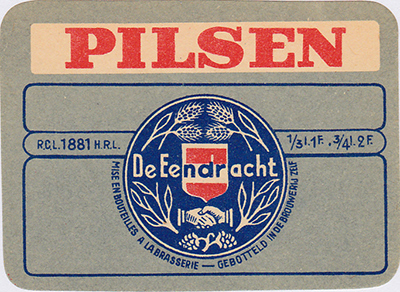 PILSEN
R.C.L. 1881 H.R.L.
1/3 l. 1 F. . 3/4 l. 2 F.
De Eendracht
MISE EN BOUTEILLES A LA BRASSERIE — GEBOTTELD IN DE BROUWERIJ ZELF